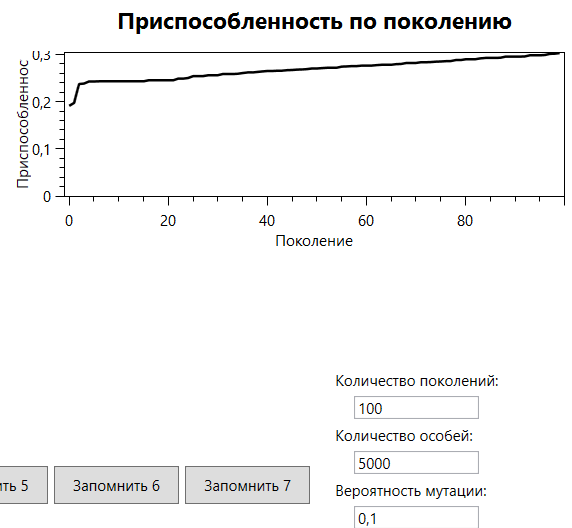 Приспособленность по поколению
Приспособленнос
0,3
0,2
0,1
0
0 20 40 60 80
Поколение
Количество поколений:
100
Количество особей:
5000
Вероятность мутации:
0,1
ить 5 Запомнить 6 Запомнить 7